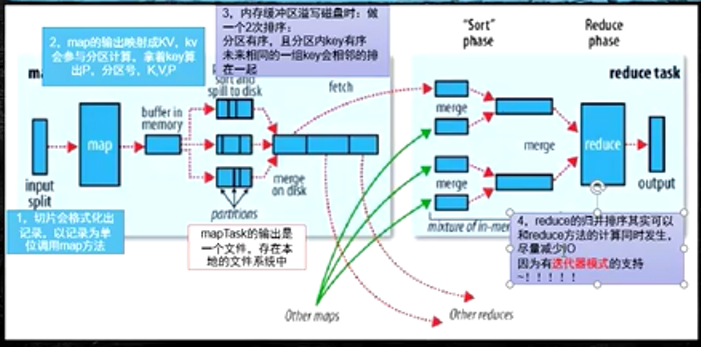 3、内存缓冲区溢写磁盘时：做
一个2次排序：
分区有序，且分区内key有序
未来相同的一组key会相邻的排
在一起
2、map的输出映射成KV，kv
会参与分区计算，拿着key算
出P，分区号，K,V,P
"Sort"
phase
Reduce
phase
sort and
spill to disk
fetch
reduce task
buffer in
memory
map
merge
merge
reduce
merge
on disk
merge
input
split
output
partitions
1、切片会格式化出
记录，以记录为单
位调用map方法
mapTask的输出是
一个文件，存在本
地的文件系统中
mixture of in-mem
4、reduce的归并排序其实可以
和reduce方法的计算同时发生，
尽量减少IO
因为有迭代器模式的支持
~！！！！！
Other maps
Other reduces